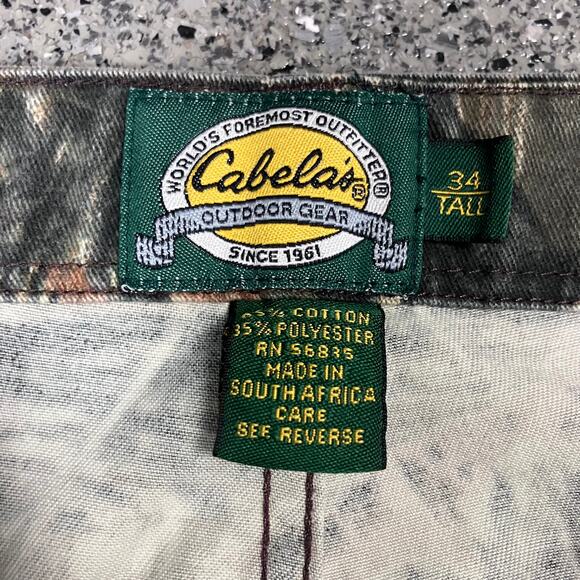 WORLD'S FOREMOST OUTFITTER®
Cabela's®
OUTDOOR GEAR
SINCE 1961
34
TALL
65% COTTON
35% POLYESTER
RN 56835
MADE IN
SOUTH AFRICA
CARE
SEE REVERSE